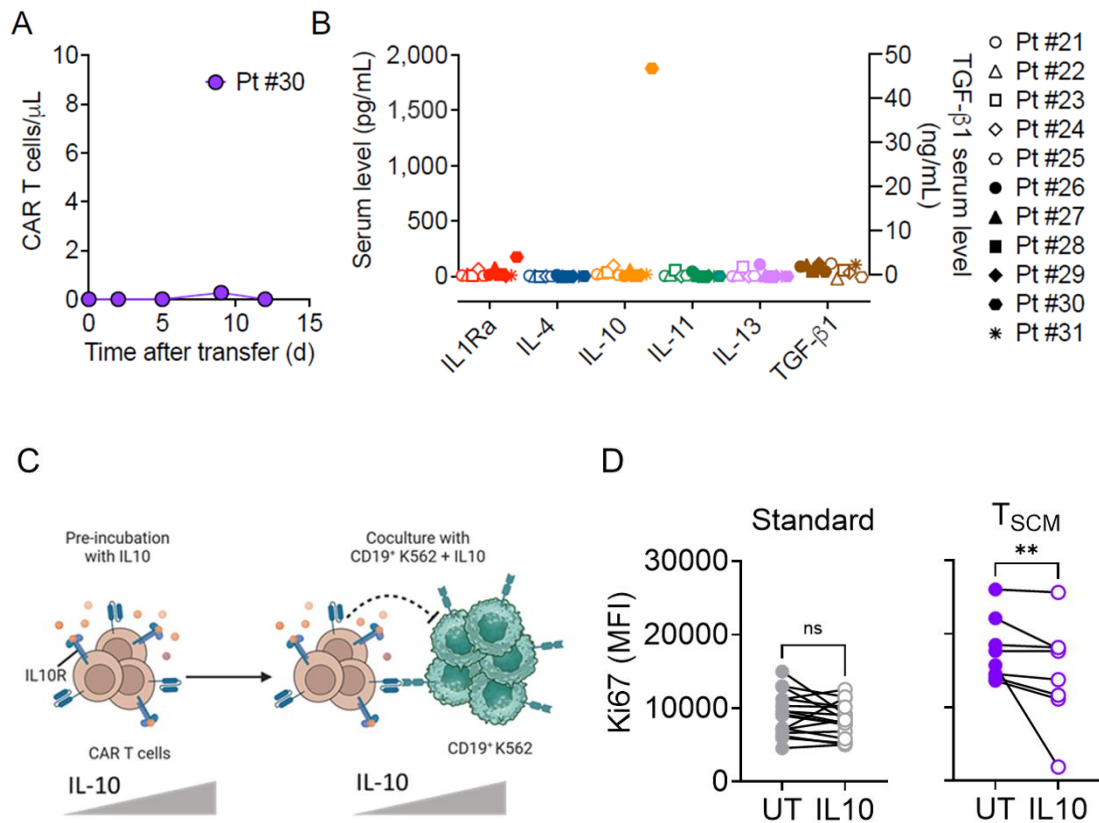 A
CAR T cells/μL
10
8
6
4
2
0
Pt #30
0
5
10
15
Time after transfer (d)
B
Serum level (pg/mL)
2,000
1,500
1,000
500
0
50
40
30
20
10
0
TGF-β1 serum level
(ng/mL)
IL1Ra
IL-4
IL-10
IL-11
IL-13
TGF-β1
Pt #21
Pt #22
Pt #23
Pt #24
Pt #25
Pt #26
Pt #27
Pt #28
Pt #29
Pt #30
Pt #31
C
Pre-incubation
with IL10
IL10R
CAR T cells
IL-10
Coculture with
CD19⁺ K562 + IL10
CD19⁺ K562
IL-10
D
Standard
Ki67 (MFI)
30000
20000
10000
0
ns
UT IL10
TSCM
**
UT IL10